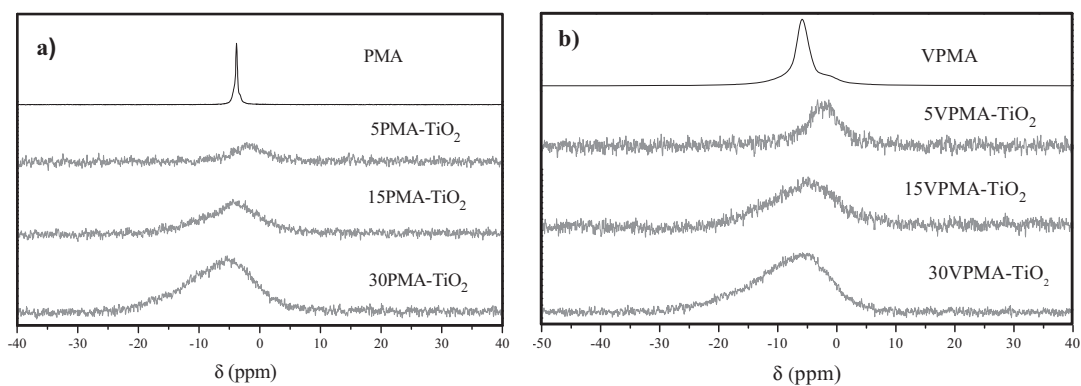 a)
PMA
5PMA-TiO₂
15PMA-TiO₂
30PMA-TiO₂
-40 -30 -20 -10 0 10 20 30 40
δ (ppm)
b)
VPMA
5VPMA-TiO₂
15VPMA-TiO₂
30VPMA-TiO₂
-50 -40 -30 -20 -10 0 10 20 30 40
δ (ppm)